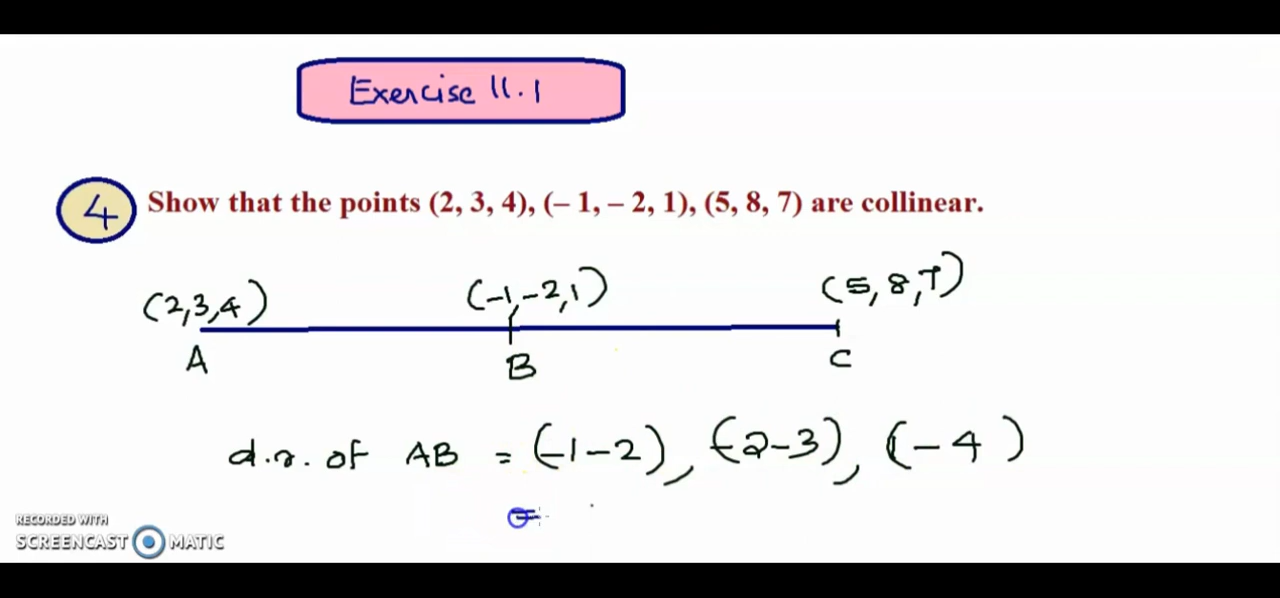 Exercise 11.1
4 Show that the points (2, 3, 4), (– 1, – 2, 1), (5, 8, 7) are collinear.
(2,3,4) (-1,-2,1) (5,8,7)
A B C
d.r. of AB = (-1-2), (-2-3), (1-4)
=
RECORDED WITH
SCREENCAST MATIC